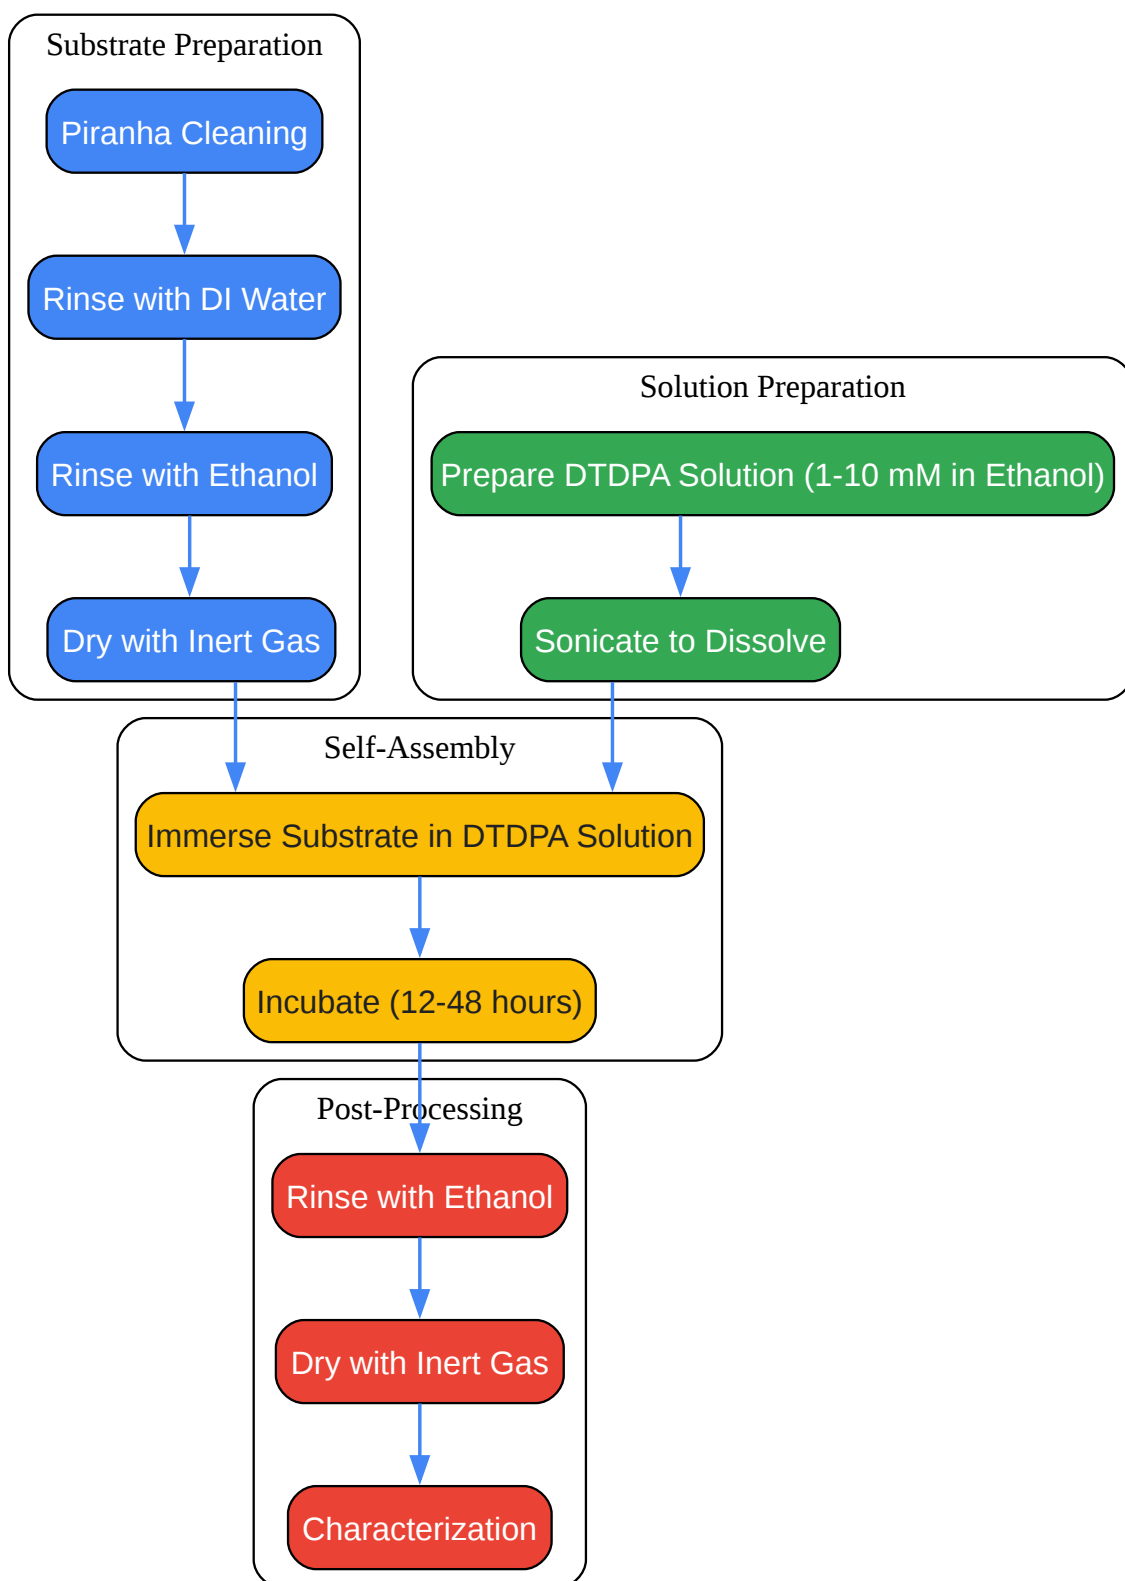 Substrate Preparation
Piranha Cleaning
Rinse with DI Water
Rinse with Ethanol
Dry with Inert Gas
Solution Preparation
Prepare DTDPA Solution (1-10 mM in Ethanol)
Sonicate to Dissolve
Self-Assembly
Immerse Substrate in DTDPA Solution
Incubate (12-48 hours)
Post-Processing
Rinse with Ethanol
Dry with Inert Gas
Characterization